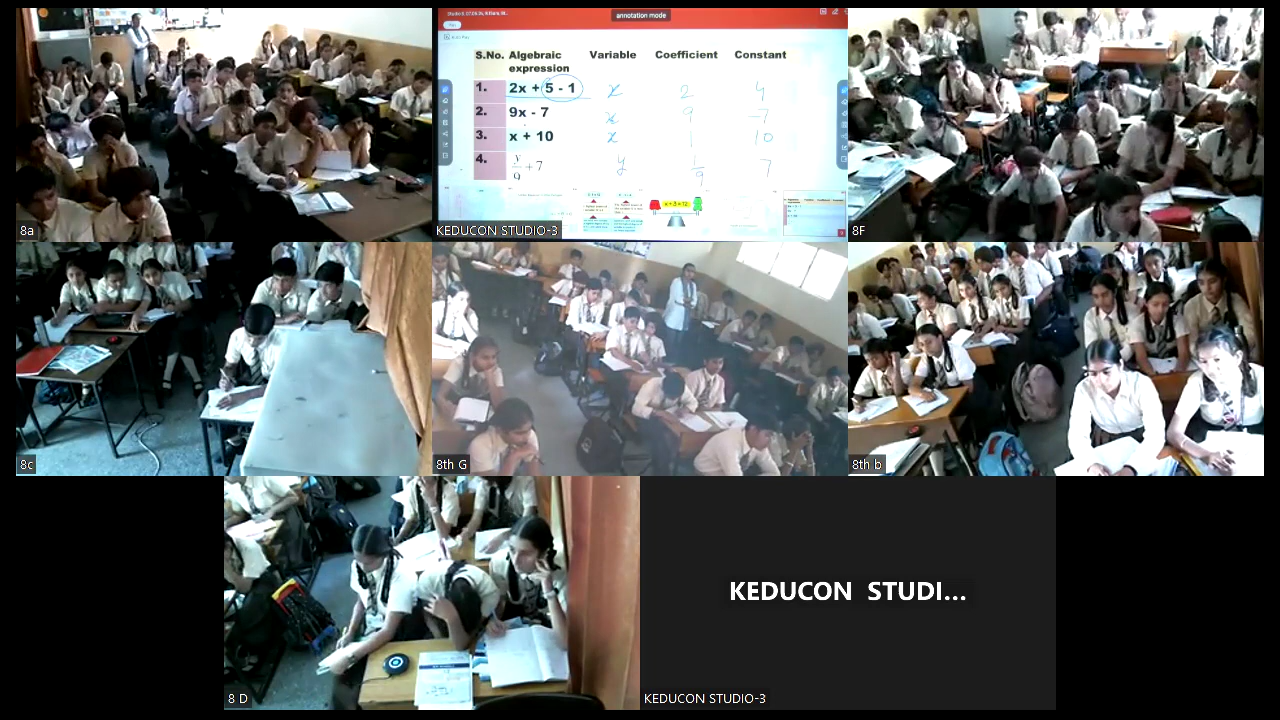 annotation mode
S.No. Algebraic expression Variable Coefficient Constant
1. 2x + 5 - 1 x 2 4
2. 9x - 7 x 9 -7
3. x + 10 x 1 10
4. y/9 + 7 y 1/9 7
x + 3 = 12
8a
KEDUCON STUDIO-3
8F
8c
8th G
8th b
KEDUCON STUDI...
8 D
KEDUCON STUDIO-3